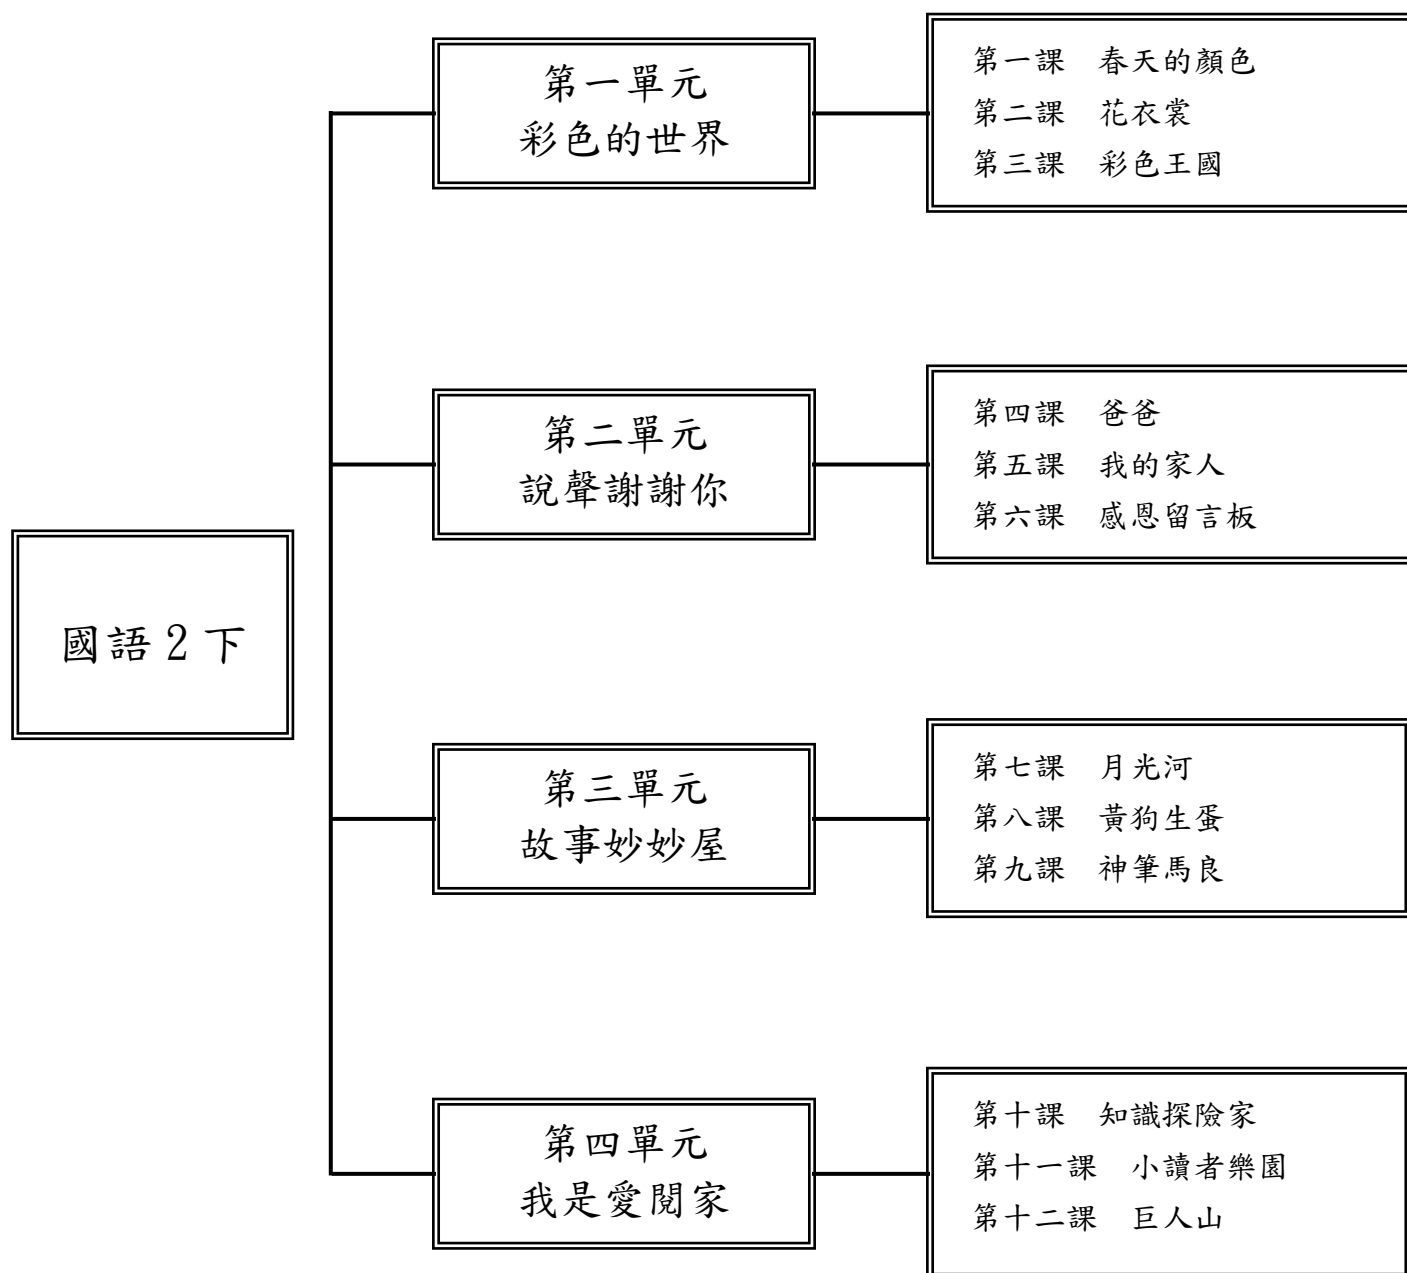 國語2下
第一單元
彩色的世界
第一課　春天的顏色
第二課　花衣裳
第三課　彩色王國
第二單元
說聲謝謝你
第四課　爸爸
第五課　我的家人
第六課　感恩留言板
第三單元
故事妙妙屋
第七課　月光河
第八課　黃狗生蛋
第九課　神筆馬良
第四單元
我是愛閱家
第十課　知識探險家
第十一課　小讀者樂園
第十二課　巨人山